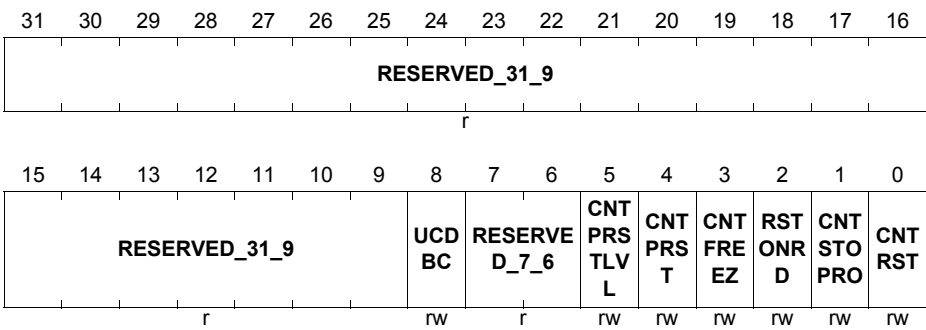 31 30 29 28 27 26 25 24 23 22 21 20 19 18 17 16
RESERVED_31_9
r
15 14 13 12 11 10 9 8 7 6 5 4 3 2 1 0
RESERVED_31_9
UCD
BC
RESERVE
D_7_6
CNT
PRS
TLV
L
CNT
PRS
T
CNT
FRE
EZ
RST
ONR
D
CNT
STO
PRO
CNT
RST
r rw r rw rw rw rw rw rw